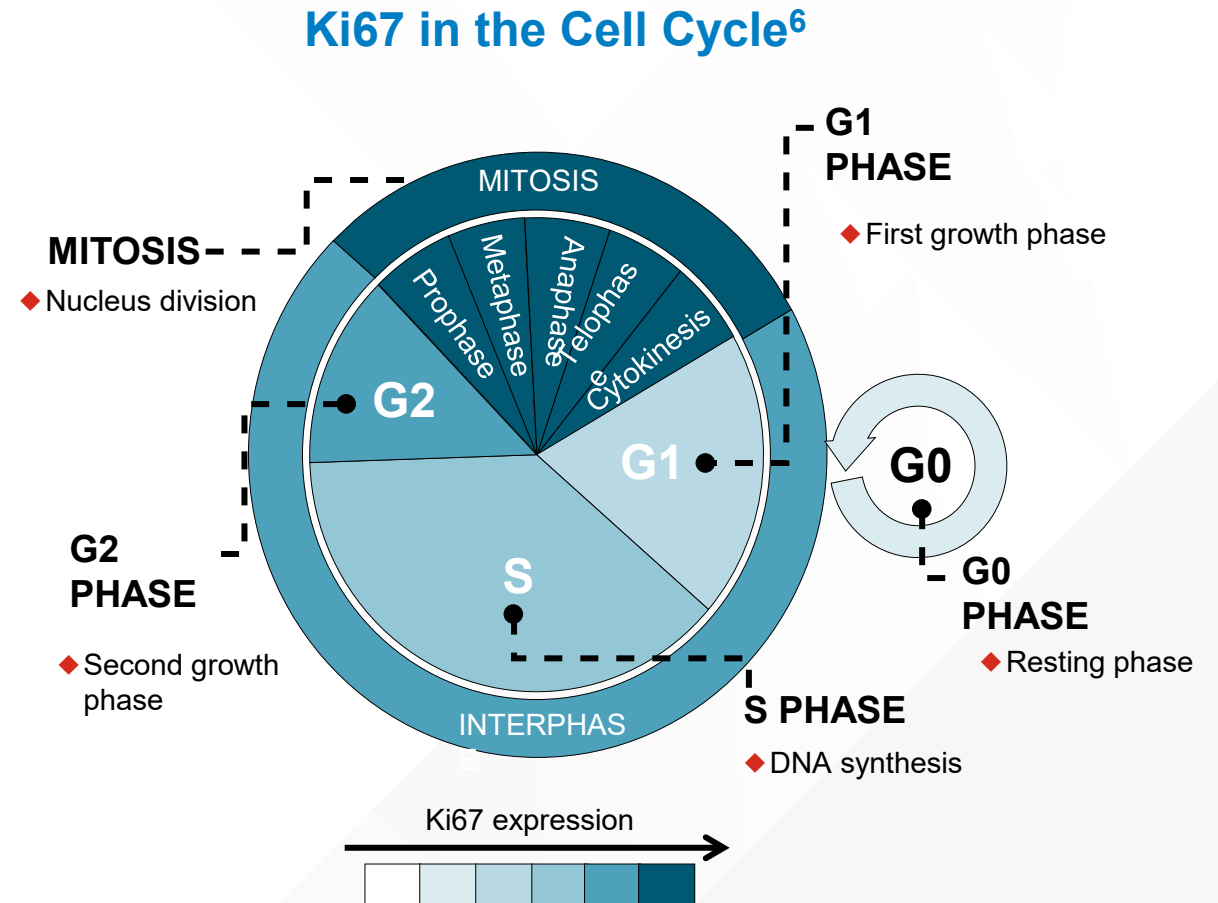 Ki67 in the Cell Cycle6
G1
PHASE
First growth phase
MITOSIS
MITOSIS
Nucleus division
Prophase
Metaphase
Anaphase
Telophas
e
Cytokinesis
G2
G1
G0
S
G2
PHASE
Second growth
phase
G0
PHASE
Resting phase
INTERPHAS
E
S PHASE
DNA synthesis
Ki67 expression